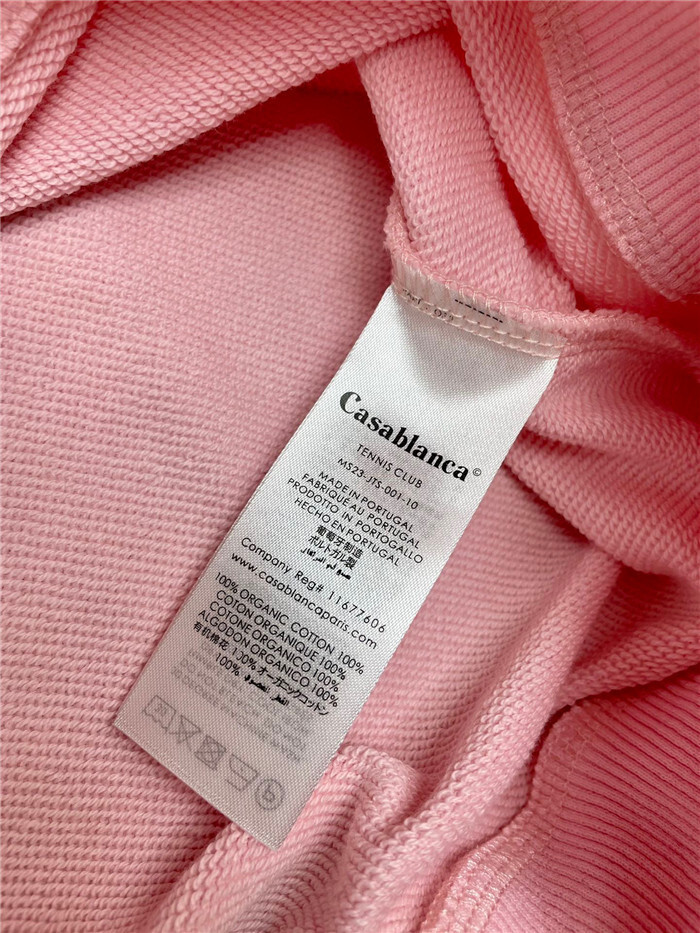 Casablanca©
TENNIS CLUB
MS23-JTS-001-10
MADE IN PORTUGAL
FABRIQUÉ AU PORTUGAL
PRODOTTO IN PORTOGALLO
HECHO EN PORTUGAL
葡萄牙制造
ポルトガル製
Company Reg# 11677606
www.casablancaparis.com
100% ORGANIC COTTON 100%
COTON ORGANIQUE 100%
COTONE ORGANICO 100%
ALGODON ORGANICO 100%
有机棉花 100% オーガニックコットン
100%